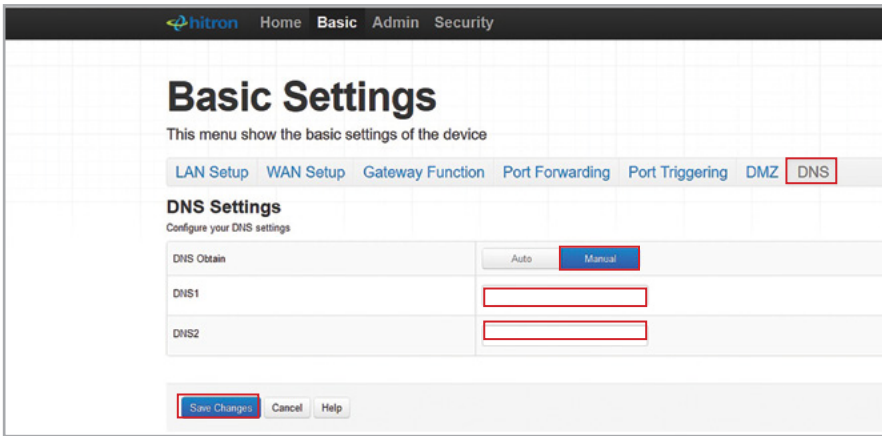 hitron Home Basic Admin Security
Basic Settings
This menu show the basic settings of the device
LAN Setup WAN Setup Gateway Function Port Forwarding Port Triggering DMZ DNS
DNS Settings
Configure your DNS settings
DNS Obtain Auto Manual
DNS1
DNS2
Save Changes Cancel Help